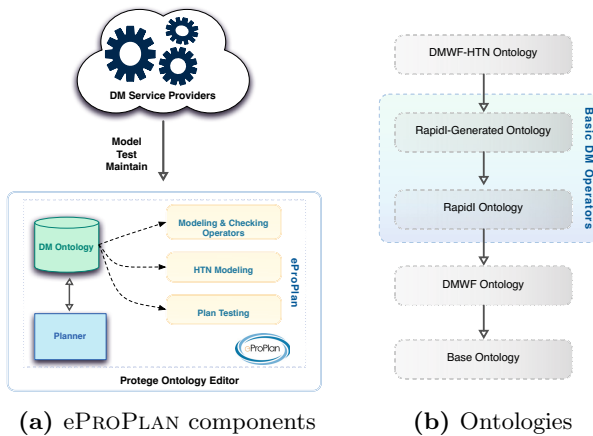 DM Service Providers
Model
Test
Maintain
DM Ontology
Planner
Modeling & Checking
Operators
HTN Modeling
Plan Testing
eProPlan
eProPlan
Protege Ontology Editor
(a) ePROPLAN components
DMWF-HTN Ontology
RapidI-Generated Ontology
RapidI Ontology
Basic DM Operators
DMWF Ontology
Base Ontology
(b) Ontologies